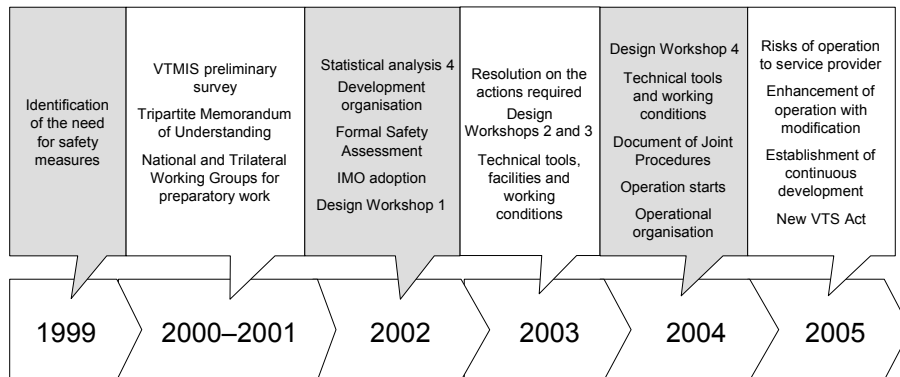 Identification
of the need
for safety
measures
VTMIS preliminary
survey
Tripartite Memorandum
of Understanding
National and Trilateral
Working Groups for
preparatory work
Statistical analysis 4
Development
organisation
Formal Safety
Assessment
IMO adoption
Design Workshop 1
Resolution on the
actions required
Design
Workshops 2 and 3
Technical tools,
facilities and
working
conditions
Design Workshop 4
Technical tools
and working
conditions
Document of Joint
Procedures
Operation starts
Operational
organisation
Risks of operation
to service provider
Enhancement of
operation with
modification
Establishment of
continuous
development
New VTS Act
1999
2000–2001
2002
2003
2004
2005